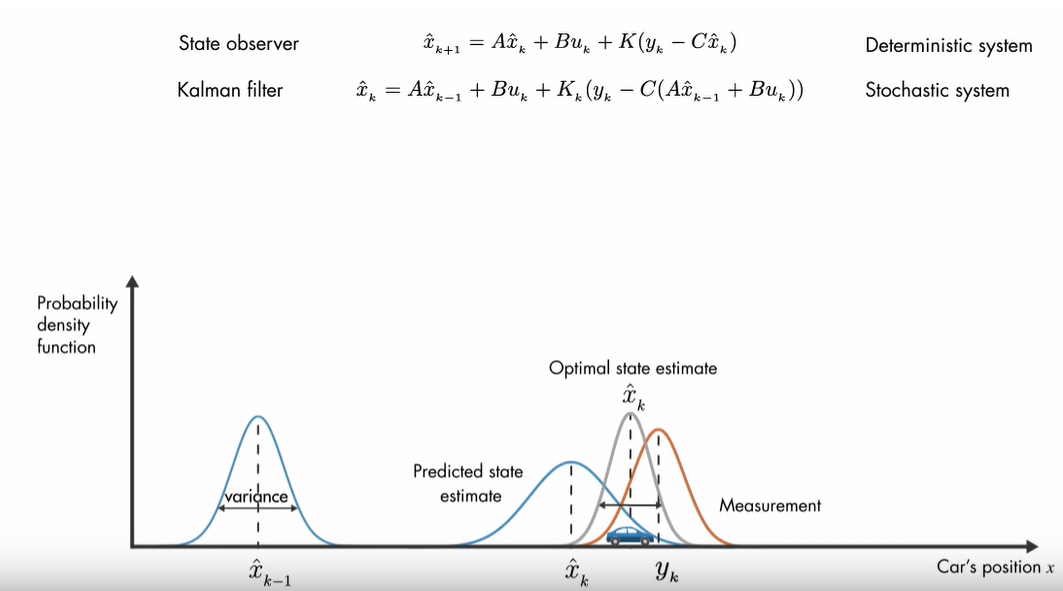 State observer x̂ₖ₊₁ = Ax̂ₖ + Buₖ + K(yₖ − Cx̂ₖ) Deterministic system
Kalman filter x̂ₖ = Ax̂ₖ₋₁ + Buₖ + Kₖ(yₖ − C(Ax̂ₖ₋₁ + Buₖ)) Stochastic system
Probability
density
function
Optimal state estimate
x̂ₖ
Predicted state
estimate
variance
Measurement
x̂ₖ₋₁
x̂ₖ
yₖ
Car's position x